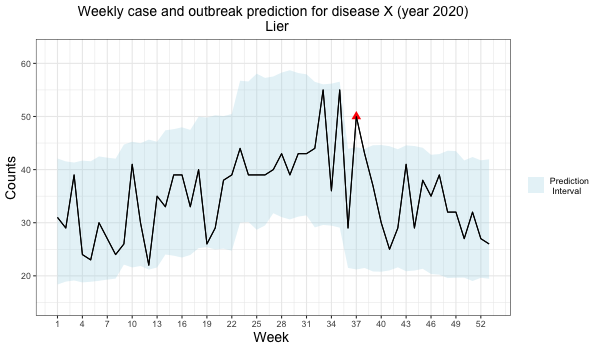 Weekly case and outbreak prediction for disease X (year 2020)
Lier
Counts
60
50
40
30
20
1 4 7 10 13 16 19 22 25 28 31 34 37 40 43 46 49 52
Week
Prediction
Interval